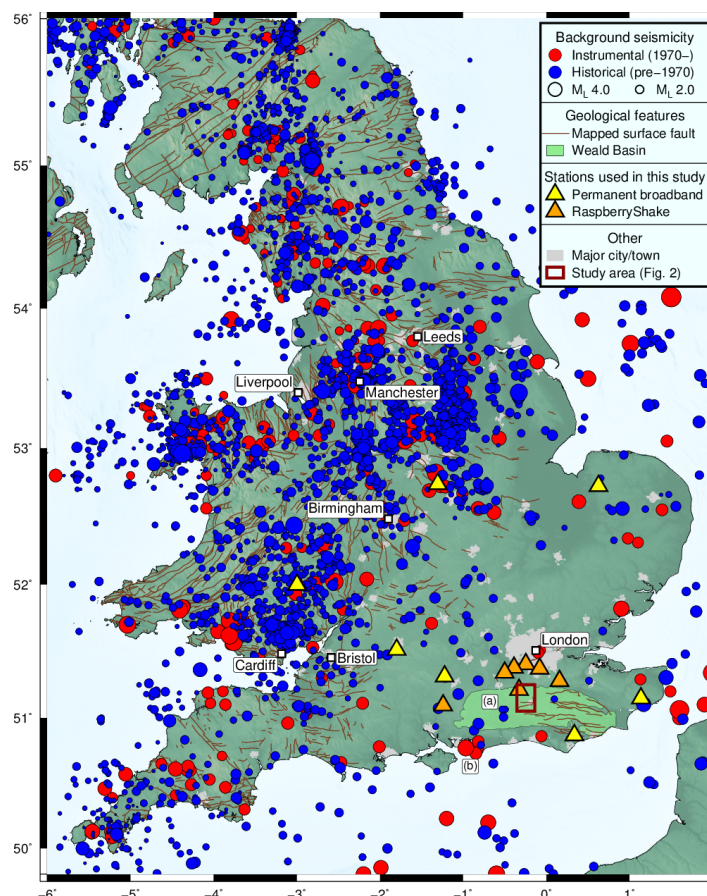 56°
55°
54°
53°
52°
51°
50°
Background seismicity
Instrumental (1970−)
Historical (pre−1970)
M_L 4.0 M_L 2.0
Geological features
Mapped surface fault
Weald Basin
Stations used in this study
Permanent broadband
RaspberryShake
Other
Major city/town
Study area (Fig. 2)
Leeds
Liverpool
Manchester
Birmingham
London
Cardiff
Bristol
(a)
(b)
−6° −5° −4° −3° −2° −1° 0° 1°